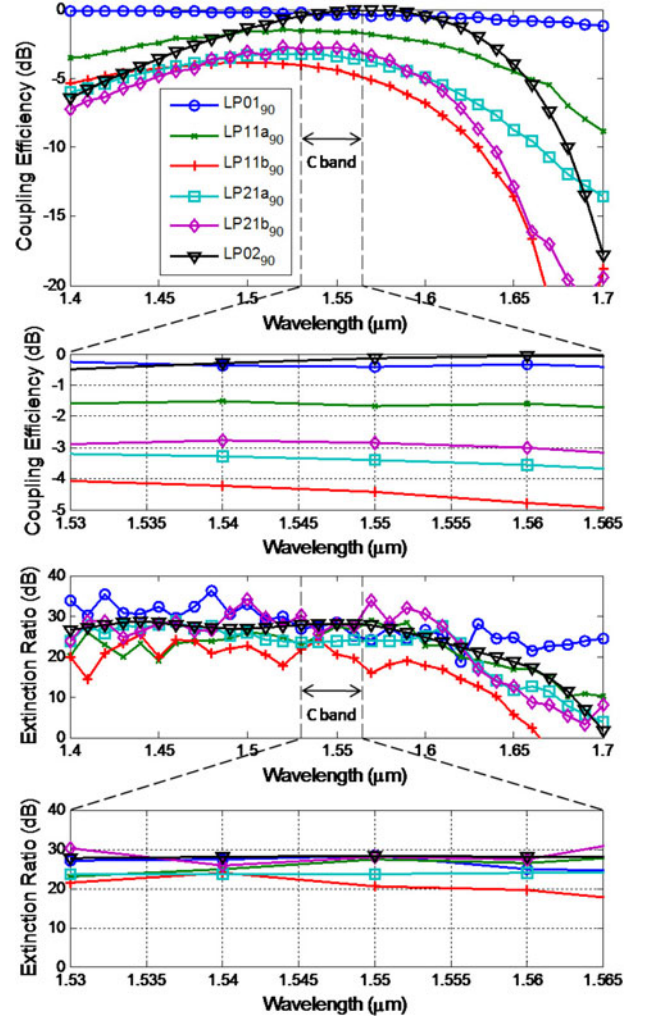 Coupling Efficiency (dB)
0
-5
-10
-15
-20
LP01₉₀
LP11a₉₀
LP11b₉₀
LP21a₉₀
LP21b₉₀
LP02₉₀
C band
1.4 1.45 1.5 1.55 1.6 1.65 1.7
Wavelength (μm)
Coupling Efficiency (dB)
0
-1
-2
-3
-4
-5
1.53 1.535 1.54 1.545 1.55 1.555 1.56 1.565
Wavelength (μm)
Extinction Ratio (dB)
40
30
20
10
0
C band
1.4 1.45 1.5 1.55 1.6 1.65 1.7
Wavelength (μm)
Extinction Ratio (dB)
40
30
20
10
0
1.53 1.535 1.54 1.545 1.55 1.555 1.56 1.565
Wavelength (μm)